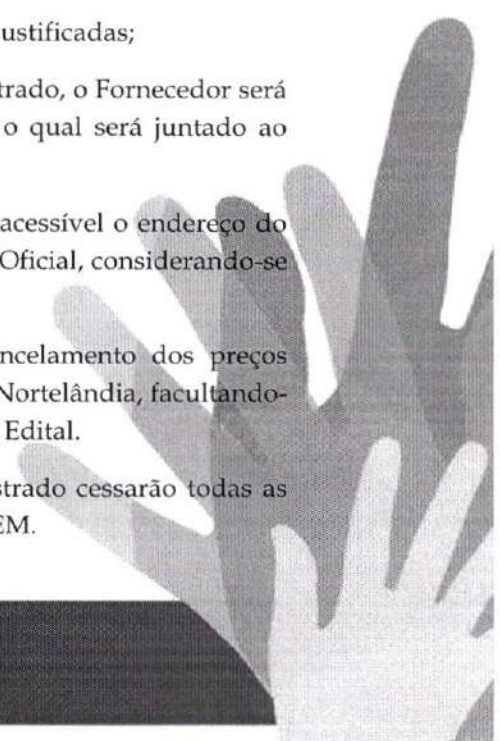 ustificadas;
trado, o Fornecedor será
o qual será juntado ao
acessível o endereço do
Oficial, considerando-se
ncelamento dos preços
Nortelândia, facultando-
Edital.
strado cessarão todas as
EM.